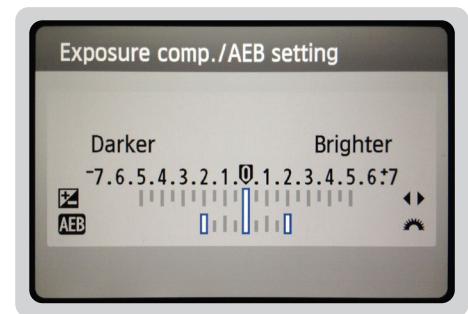 Exposure comp./AEB setting
Darker Brighter
-7.6.5.4.3.2.1.0.1.2.3.4.5.6.+7
AEB